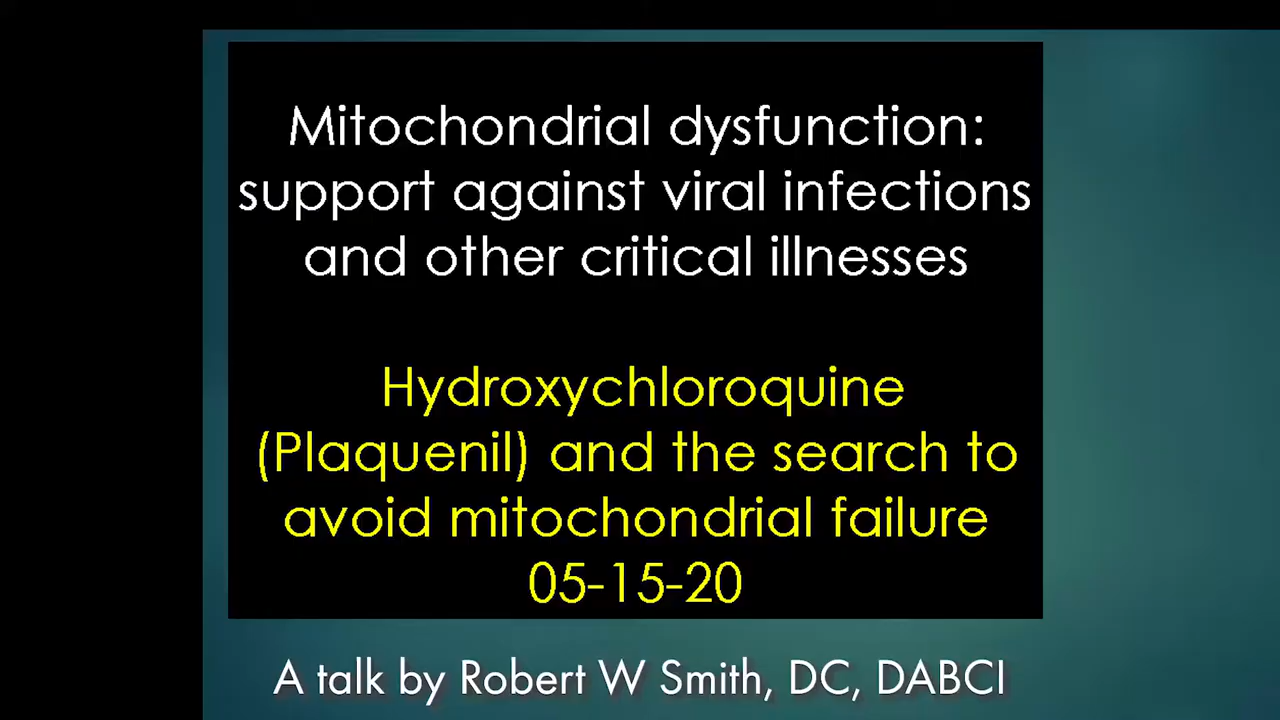 Mitochondrial dysfunction:
support against viral infections
and other critical illnesses
Hydroxychloroquine
(Plaquenil) and the search to
avoid mitochondrial failure
05-15-20
A talk by Robert W Smith, DC, DABCI